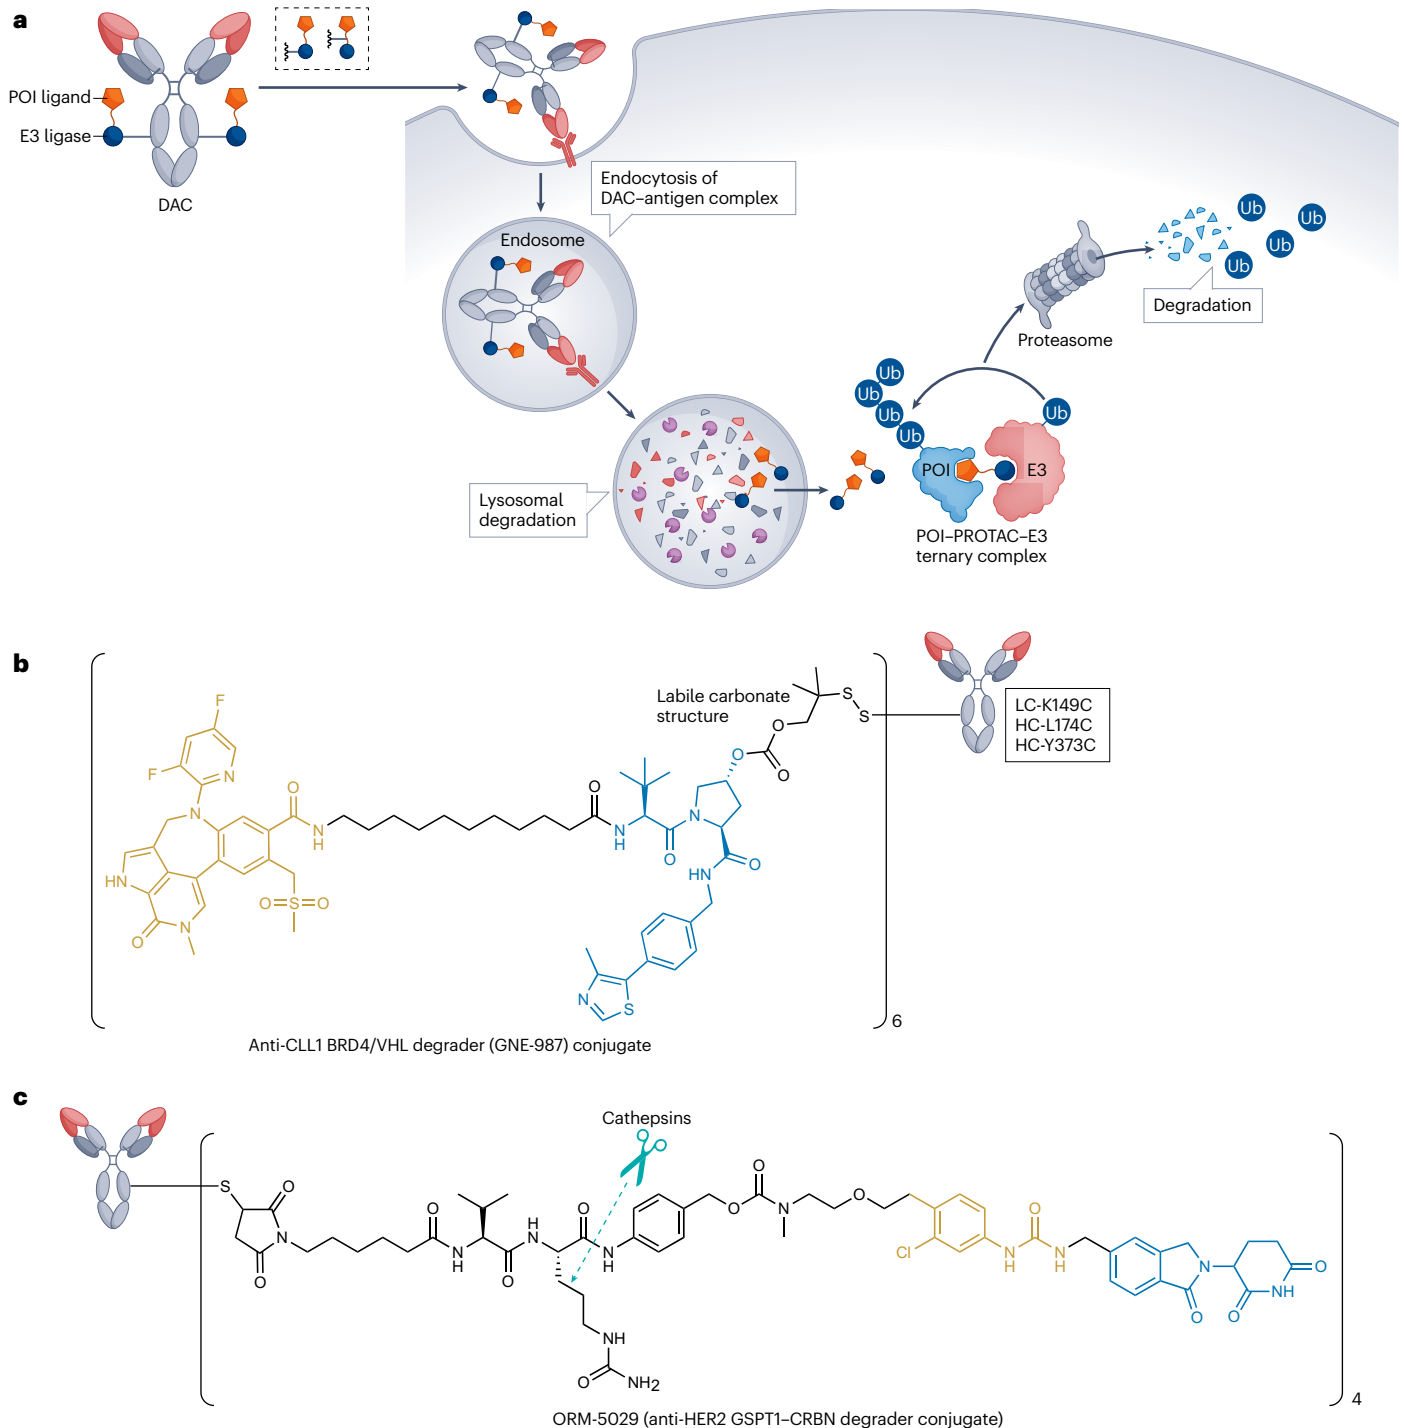 a
POI ligand
E3 ligase
DAC
Endocytosis of
DAC–antigen complex
Endosome
Lysosomal
degradation
Ub
Ub
Ub
Ub
Ub
POI
E3
POI–PROTAC–E3
ternary complex
Proteasome
Ub
Ub
Ub
Ub
Degradation
b
F
F
N
N
HN
O
N
O
N
H
O
S
O
O
N
H
O
N
O
HN
N
S
O
O
O
Labile carbonate
structure
S
S
6
LC-K149C
HC-L174C
HC-Y373C
Anti-CLL1 BRD4/VHL degrader (GNE-987) conjugate
c
S
O
N
O
O
N
H
O
H
N
O
N
H
NH
O
NH2
Cathepsins
O
O
N
O
Cl
N
H
O
N
H
N
O
O
NH
O
4
ORM-5029 (anti-HER2 GSPT1–CRBN degrader conjugate)